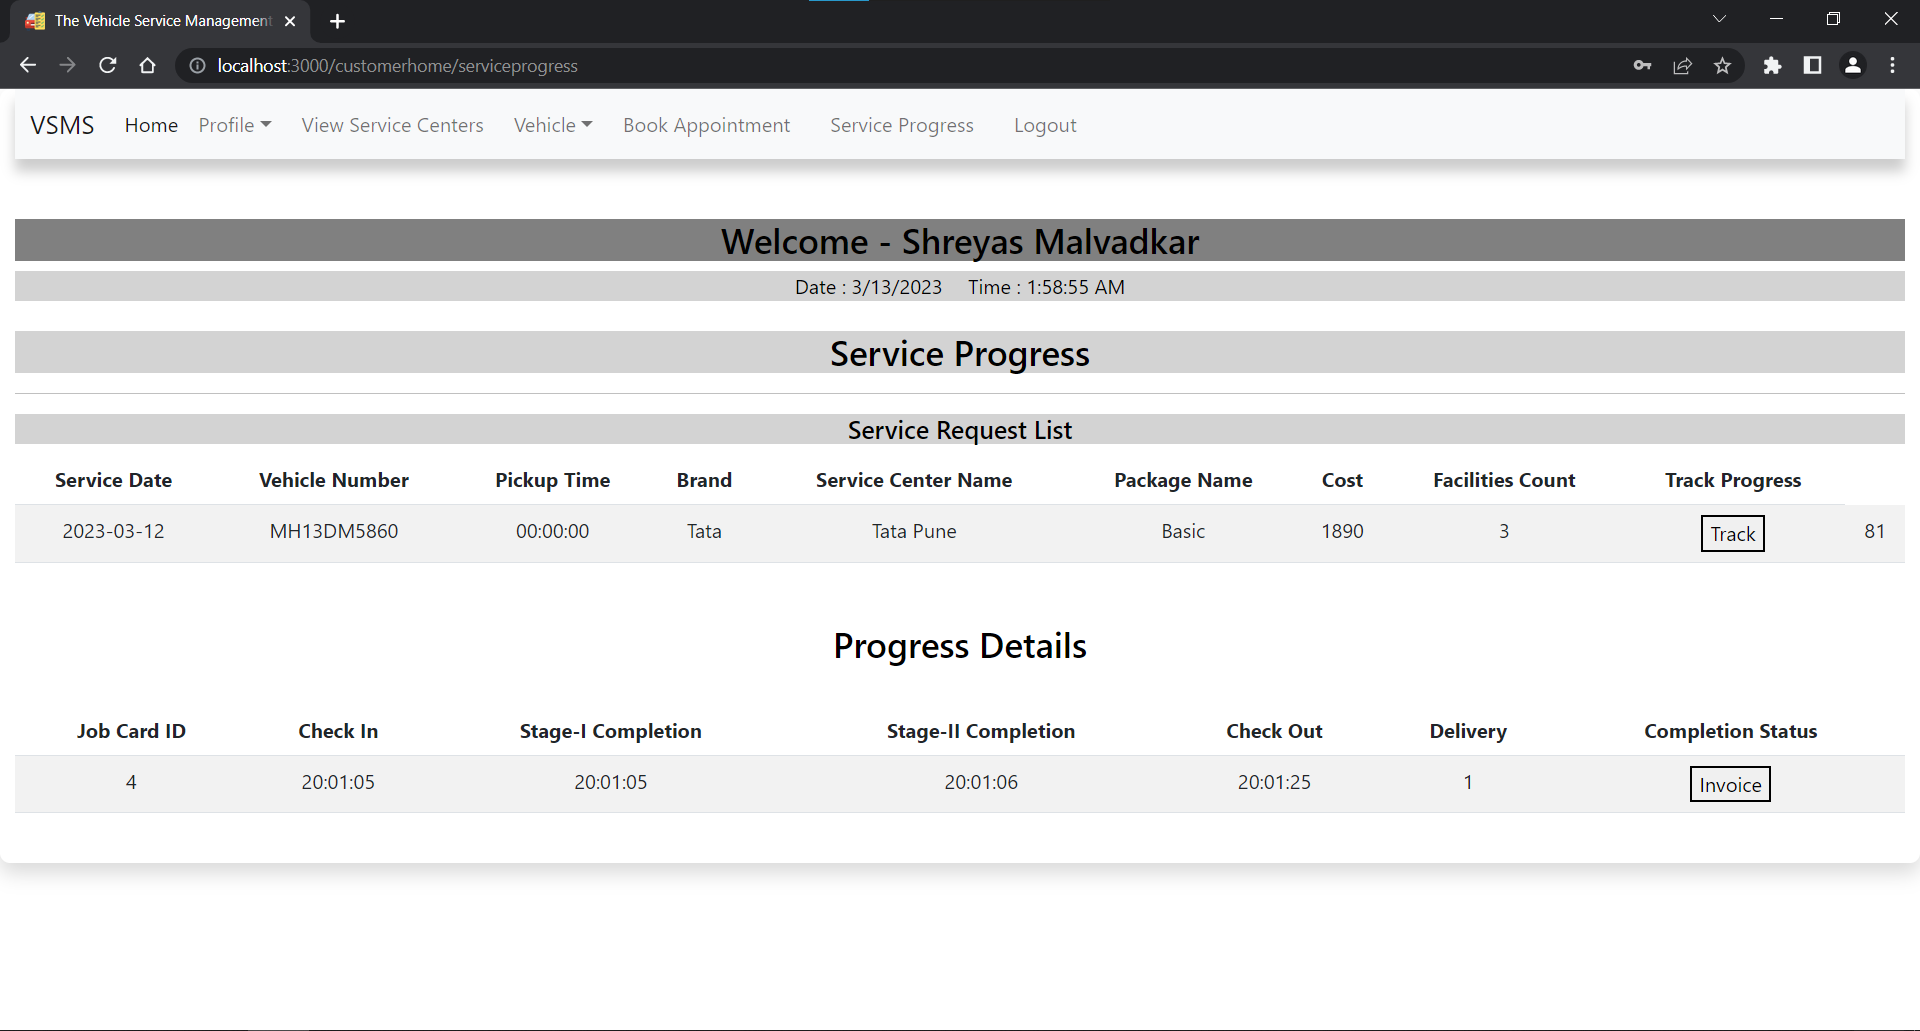 The Vehicle Service Management
localhost:3000/customerhome/serviceprogress
VSMS Home Profile View Service Centers Vehicle Book Appointment Service Progress Logout
Welcome - Shreyas Malvadkar
Date : 3/13/2023 Time : 1:58:55 AM
Service Progress
Service Request List
Service Date Vehicle Number Pickup Time Brand Service Center Name Package Name Cost Facilities Count Track Progress
2023-03-12 MH13DM5860 00:00:00 Tata Tata Pune Basic 1890 3 Track 81
Progress Details
Job Card ID Check In Stage-I Completion Stage-II Completion Check Out Delivery Completion Status
4 20:01:05 20:01:05 20:01:06 20:01:25 1 Invoice